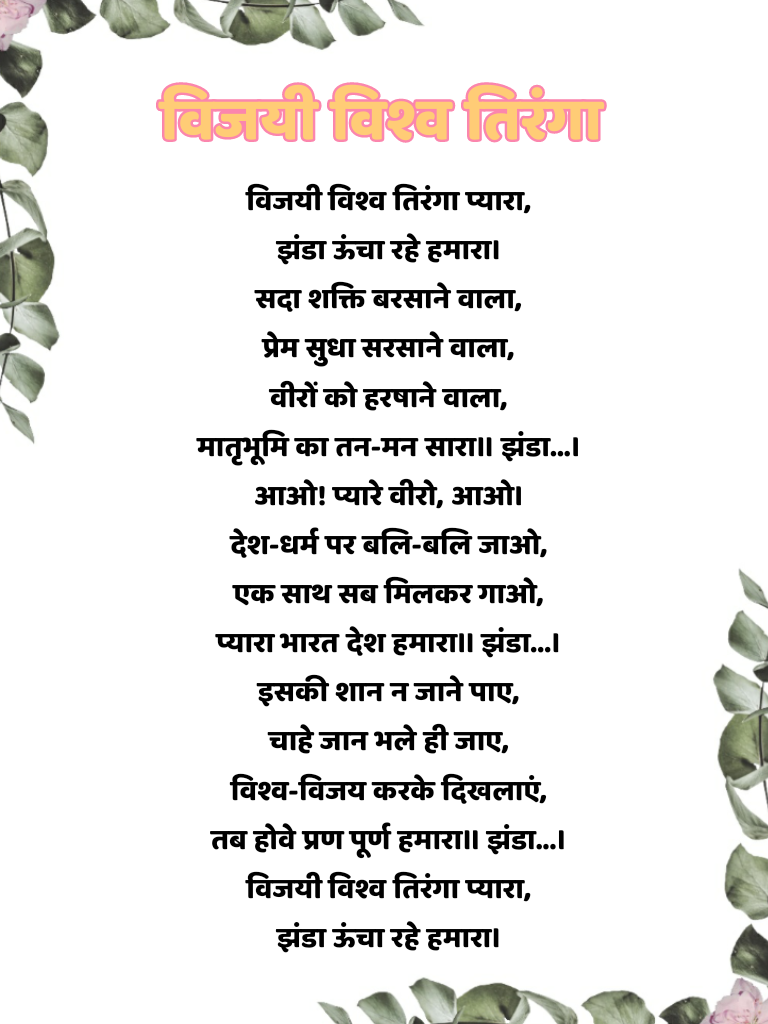 विजयी विश्व तिरंगा
विजयी विश्व तिरंगा प्यारा,
झंडा ऊंचा रहे हमारा।
सदा शक्ति बरसाने वाला,
प्रेम सुधा सरसाने वाला,
वीरों को हरषाने वाला,
मातृभूमि का तन-मन सारा॥ झंडा...।
आओ! प्यारे वीरो, आओ।
देश-धर्म पर बलि-बलि जाओ,
एक साथ सब मिलकर गाओ,
प्यारा भारत देश हमारा॥ झंडा...।
इसकी शान न जाने पाए,
चाहे जान भले ही जाए,
विश्व-विजय करके दिखलाएं,
तब होवे प्रण पूर्ण हमारा॥ झंडा...।
विजयी विश्व तिरंगा प्यारा,
झंडा ऊंचा रहे हमारा।